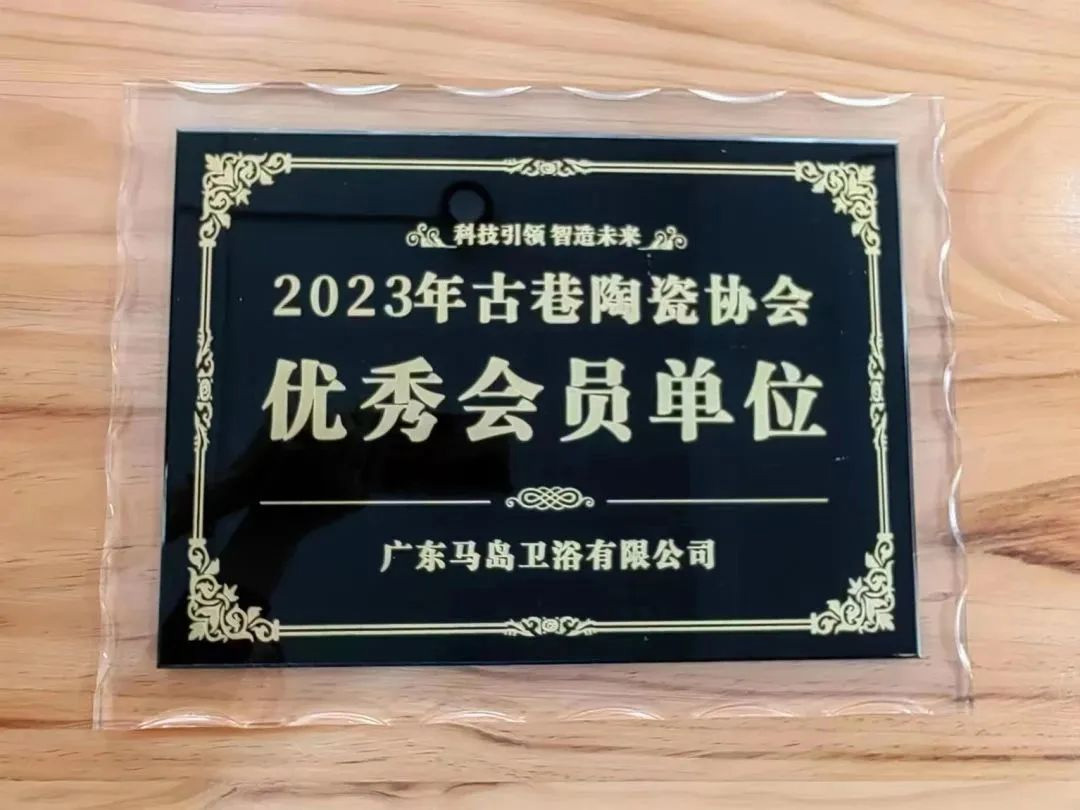 科技引领 智造未来
2023年古巷陶瓷协会
优秀会员单位
广东马岛卫浴有限公司